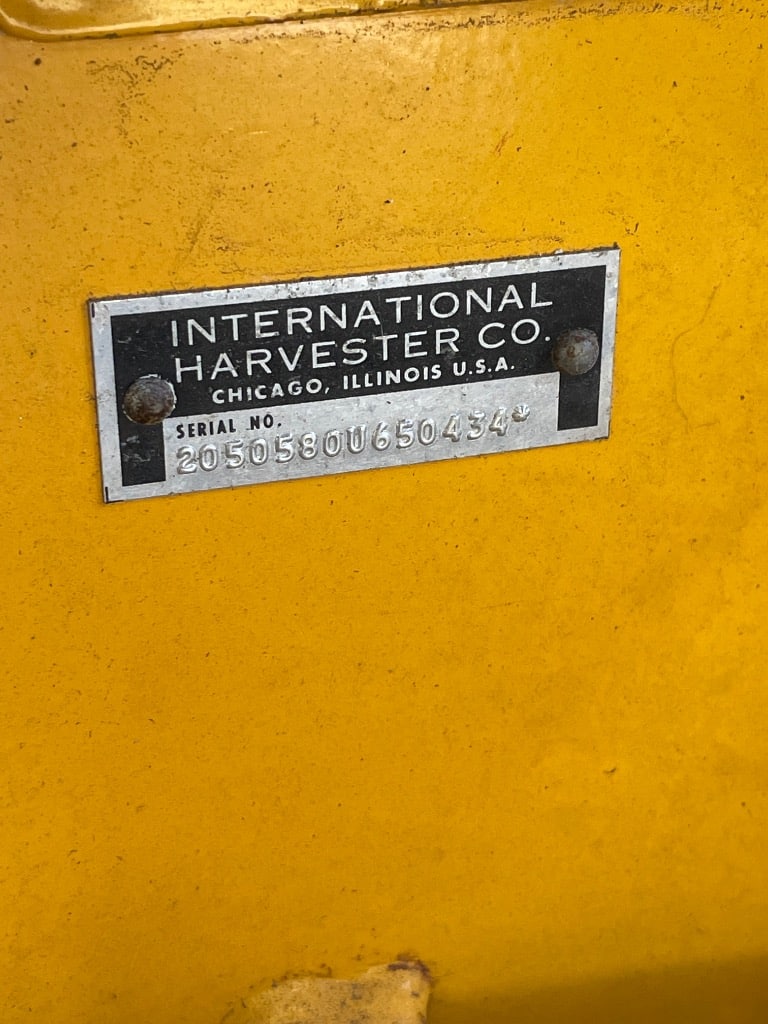 INTERNATIONAL
HARVESTER CO.
CHICAGO, ILLINOIS U.S.A.
SERIAL NO.
2050580U650434*